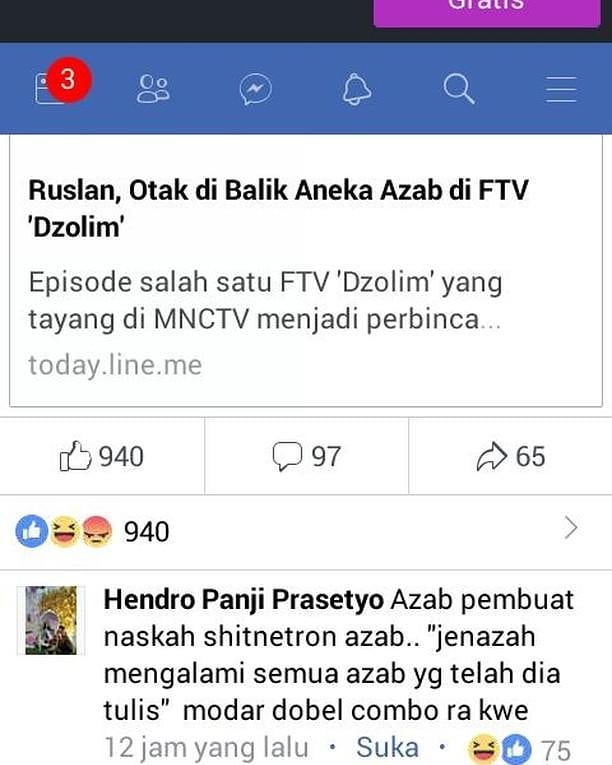 Gratis
3
Ruslan, Otak di Balik Aneka Azab di FTV
'Dzolim'
Episode salah satu FTV 'Dzolim' yang
tayang di MNCTV menjadi perbinca...
today.line.me
940 97 65
940
Hendro Panji Prasetyo Azab pembuat
naskah shitnetron azab.. "jenazah
mengalami semua azab yg telah dia
tulis" modar dobel combo ra kwe
12 jam yang lalu · Suka · 75